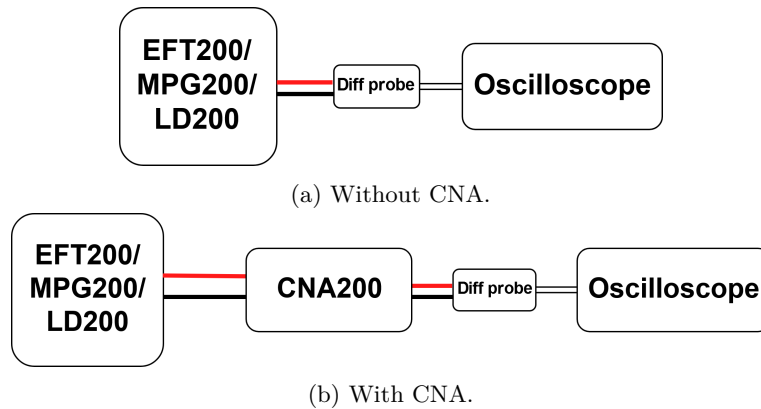 EFT200/
MPG200/
LD200
Diff probe
Oscilloscope
(a) Without CNA.
EFT200/
MPG200/
LD200
CNA200
Diff probe
Oscilloscope
(b) With CNA.